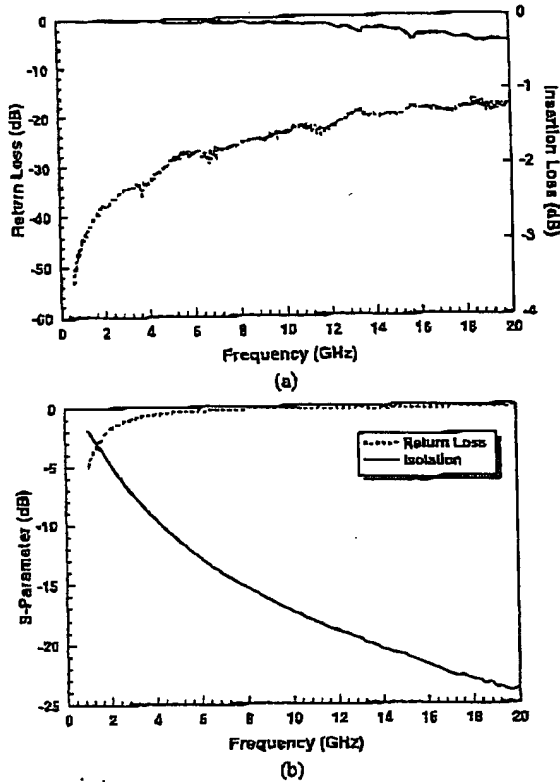 0
-10
-20
-30
-40
-50
-60
Return Loss (dB)
0
-1
-2
-3
-4
Insertion Loss (dB)
0 2 4 6 8 10 12 14 16 18 20
Frequency (GHz)
(a)
0
-5
-10
-15
-20
-25
S-Parameter (dB)
Return Loss
Isolation
0 2 4 6 8 10 12 14 16 18 20
Frequency (GHz)
(b)